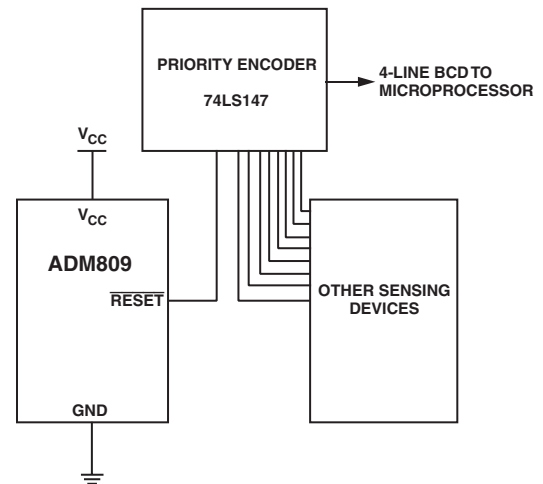 PRIORITY ENCODER
74LS147
4-LINE BCD TO
MICROPROCESSOR
VCC
VCC
ADM809
RESET
OTHER SENSING
DEVICES
GND